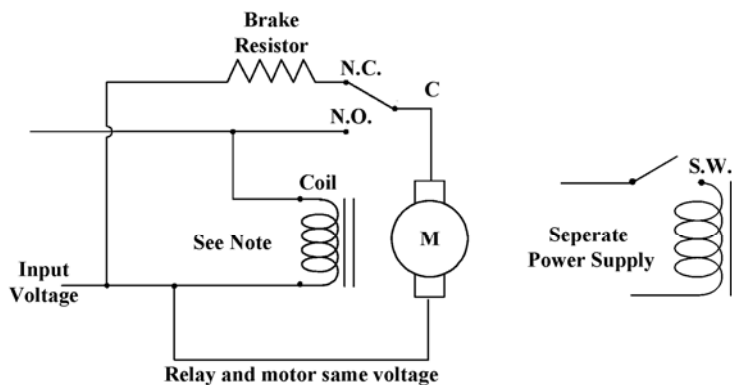 Brake
Resistor
N.C.
C
N.O.
Coil
S.W.
See Note
M
Seperate
Power Supply
Input
Voltage
Relay and motor same voltage